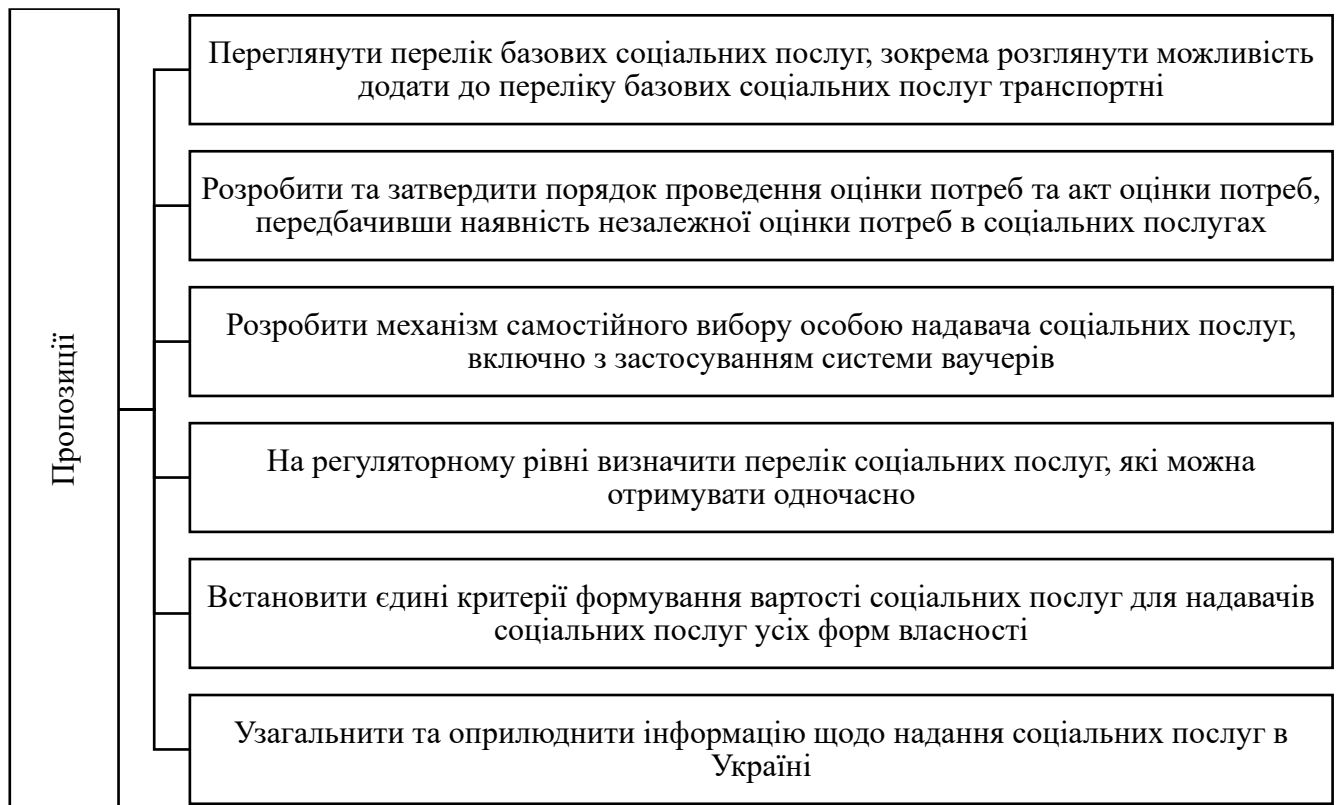 Пропозиції
Переглянути перелік базових соціальних послуг, зокрема розглянути можливість
додати до переліку базових соціальних послуг транспортні
Розробити та затвердити порядок проведення оцінки потреб та акт оцінки потреб,
передбачивши наявність незалежної оцінки потреб в соціальних послугах
Розробити механізм самостійного вибору особою надавача соціальних послуг,
включно з застосуванням системи ваучерів
На регуляторному рівні визначити перелік соціальних послуг, які можна
отримувати одночасно
Встановити єдині критерії формування вартості соціальних послуг для надавачів
соціальних послуг усіх форм власності
Узагальнити та оприлюднити інформацію щодо надання соціальних послуг в
Україні